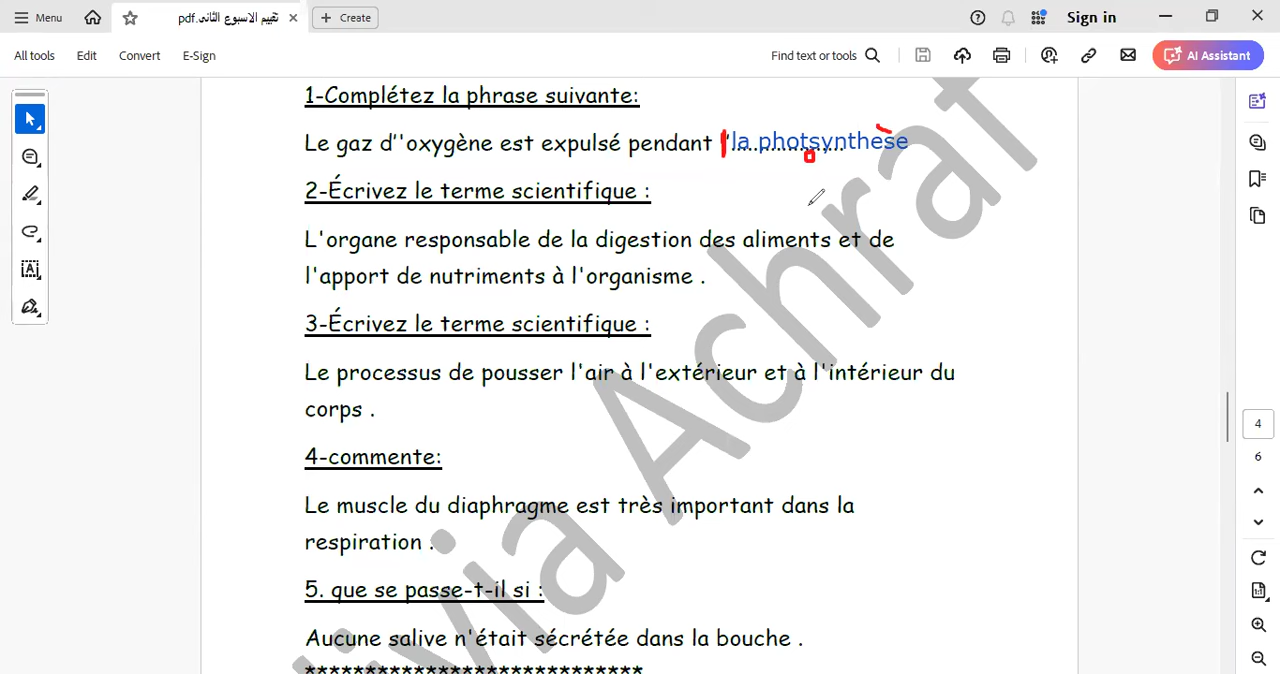 Menu
تقييم الاسبوع الثانى.pdf
Create
Sign in
All tools Edit Convert E-Sign
Find text or tools
AI Assistant
1-Complétez la phrase suivante:
Le gaz d''oxygène est expulsé pendant l'................ la photsynthese
2-Écrivez le terme scientifique :
L'organe responsable de la digestion des aliments et de
l'apport de nutriments à l'organisme .
3-Écrivez le terme scientifique :
Le processus de pousser l'air à l'extérieur et à l'intérieur du
corps .
4-commente:
Le muscle du diaphragme est très important dans la
respiration .
5. que se passe-t-il si :
Aucune salive n'était sécrétée dans la bouche .
****************************
4
6
Achraf